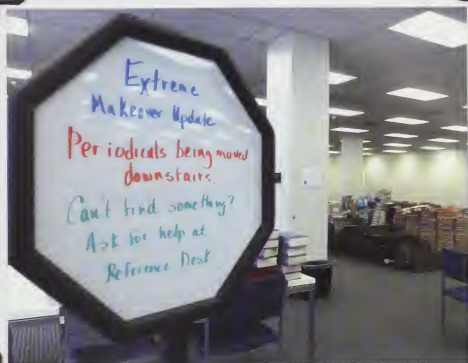 Extreme
Makeover Update
Periodicals being moved
downstairs.
Can't find something?
Ask for help at
Reference Desk